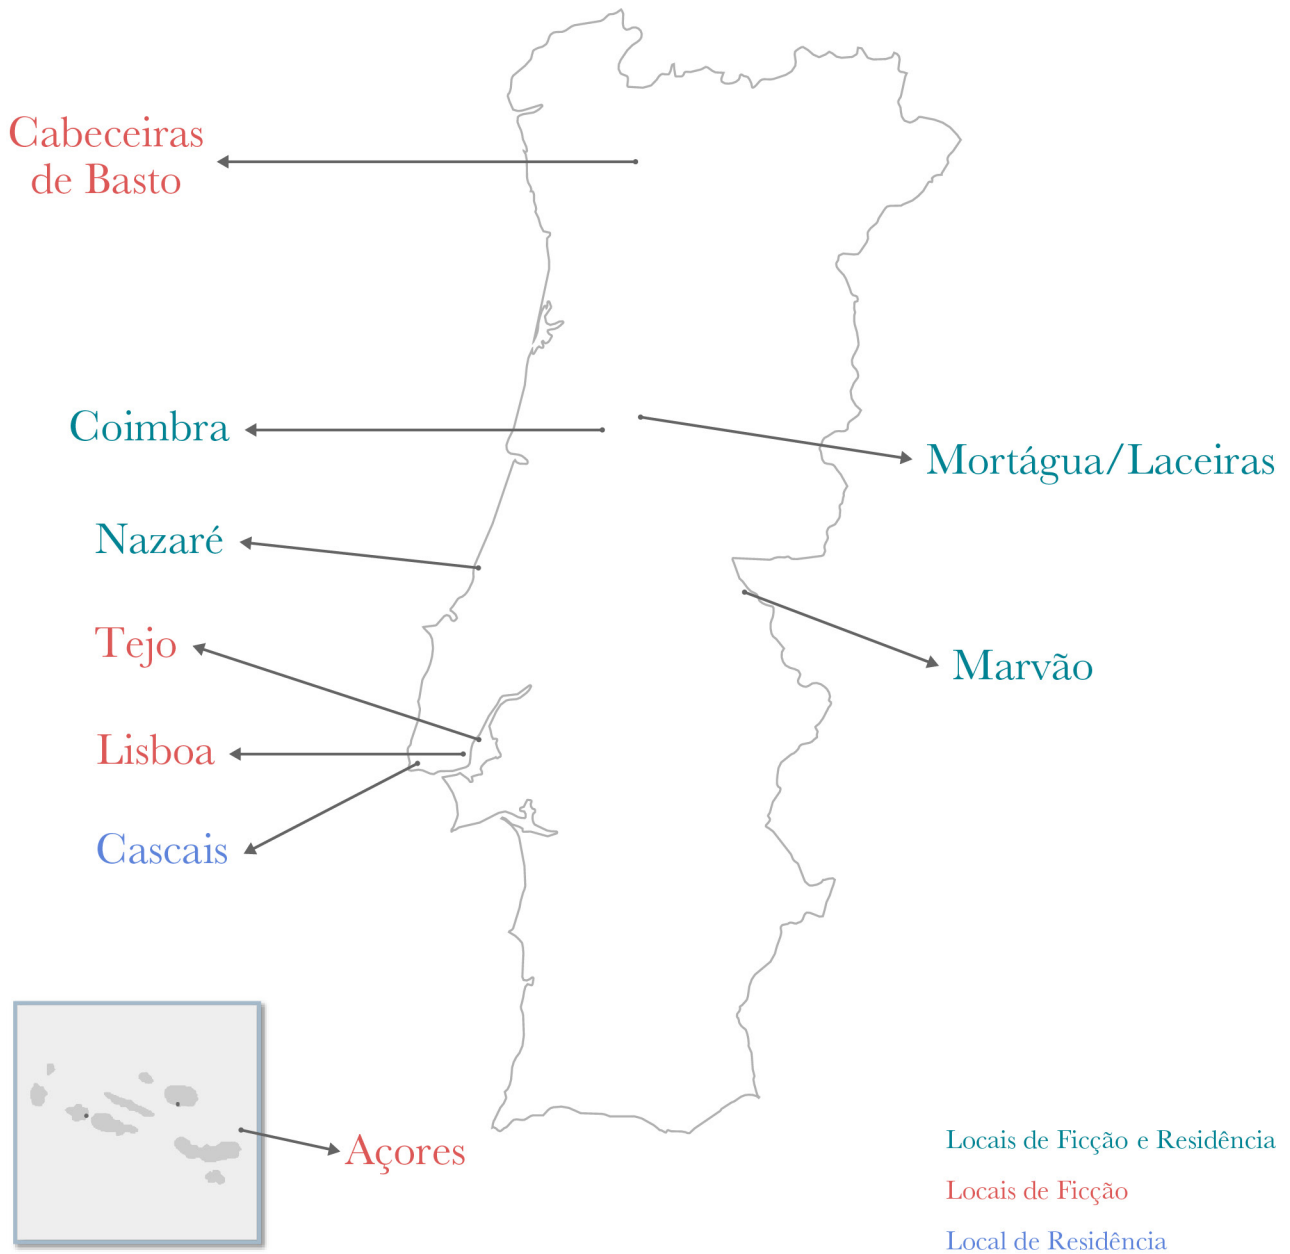 Cabeceiras
de Basto
Coimbra
Mortágua/Laceiras
Nazaré
Tejo
Marvão
Lisboa
Cascais
Açores
Locais de Ficção e Residência
Locais de Ficção
Local de Residência